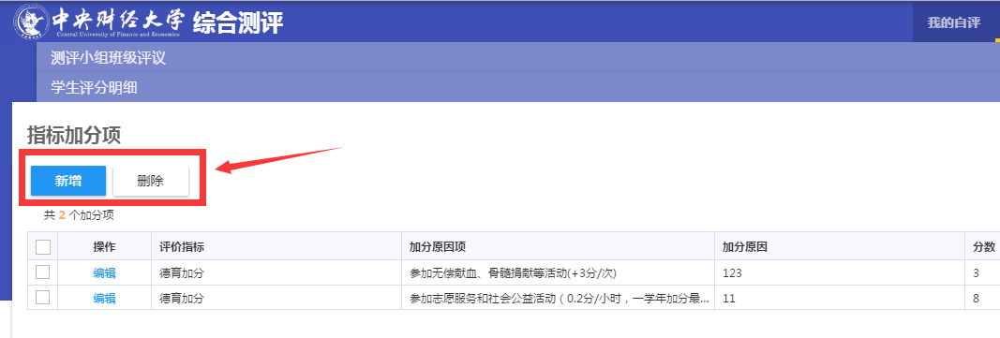 中央财经大学 综合测评 我的自评
Central University of Finance and Economics
测评小组班级评议
学生评分明细
指标加分项
新增 删除
共 2 个加分项
操作 评价指标 加分原因项 加分原因 分数
编辑 德育加分 参加无偿献血、骨髓捐献等活动(+3分/次) 123 3
编辑 德育加分 参加志愿服务和社会公益活动（0.2分/小时，一学年加分最... 11 8